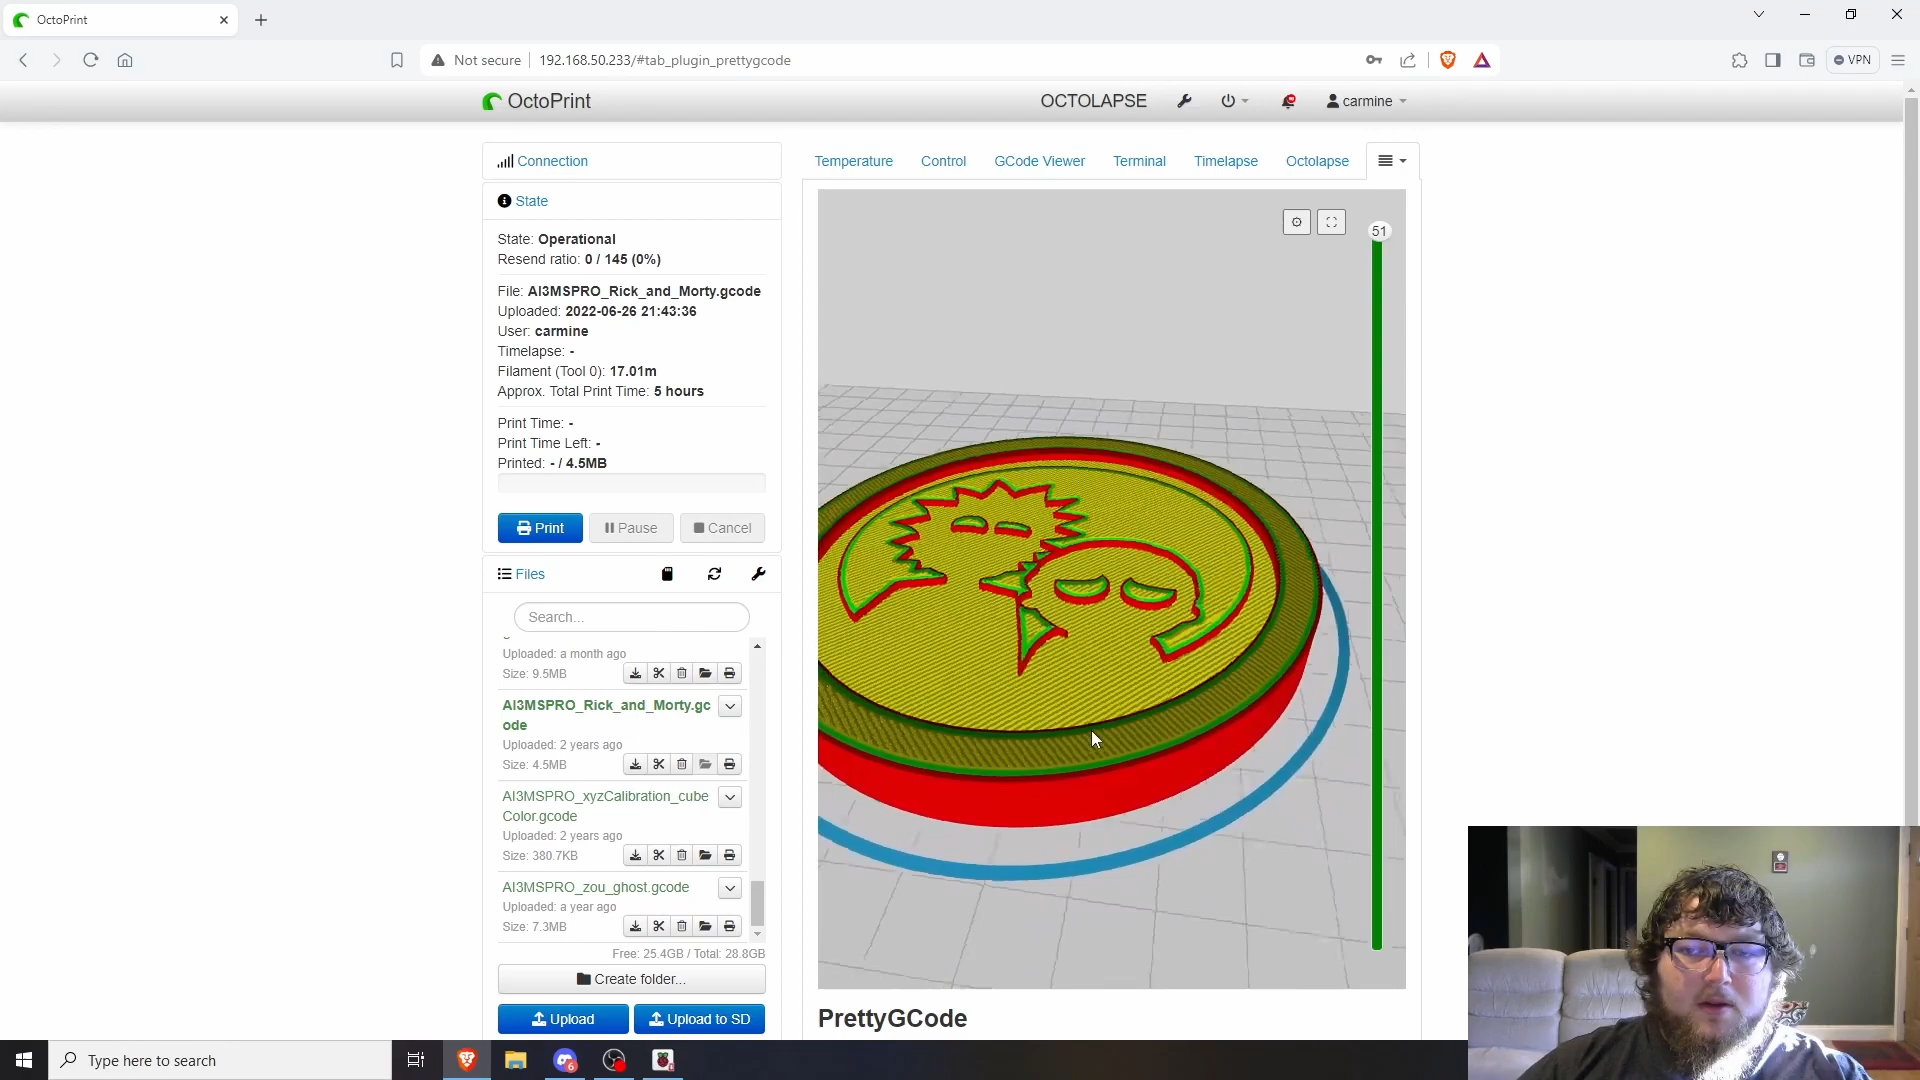 OctoPrint
Not secure
192.168.50.233/#tab_plugin_prettygcode
VPN
OctoPrint
OCTOLAPSE
carmine
Connection
State
State: Operational
Resend ratio: 0 / 145 (0%)
File: AI3MSPRO_Rick_and_Morty.gcode
Uploaded: 2022-06-26 21:43:36
User: carmine
Timelapse: -
Filament (Tool 0): 17.01m
Approx. Total Print Time: 5 hours
Print Time: -
Print Time Left: -
Printed: - / 4.5MB
Print
Pause
Cancel
Files
Search...
Uploaded: a month ago
Size: 9.5MB
AI3MSPRO_Rick_and_Morty.gc
ode
Uploaded: 2 years ago
Size: 4.5MB
AI3MSPRO_xyzCalibration_cube
Color.gcode
Uploaded: 2 years ago
Size: 380.7KB
AI3MSPRO_zou_ghost.gcode
Uploaded: a year ago
Size: 7.3MB
Free: 25.4GB / Total: 28.8GB
Create folder...
Upload
Upload to SD
Temperature
Control
GCode Viewer
Terminal
Timelapse
Octolapse
51
PrettyGCode
Type here to search
6